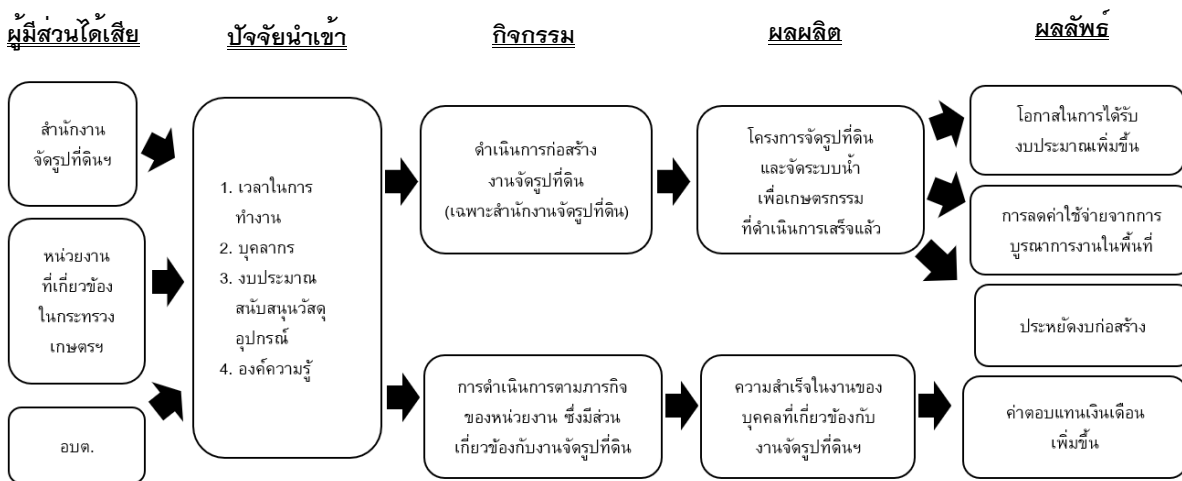 ผู้มีส่วนได้เสีย
ปัจจัยนำเข้า
กิจกรรม
ผลผลิต
ผลลัพธ์
สำนักงาน
จัดรูปที่ดินฯ
หน่วยงาน
ที่เกี่ยวข้อง
ในกระทรวง
เกษตรฯ
อบต.
1. เวลาในการ
ทำงาน
2. บุคลากร
3. งบประมาณ
สนับสนุนวัสดุ
อุปกรณ์
4. องค์ความรู้
ดำเนินการก่อสร้าง
งานจัดรูปที่ดิน
(เฉพาะสำนักงานจัดรูปที่ดิน)
การดำเนินการตามภารกิจ
ของหน่วยงาน ซึ่งมีส่วน
เกี่ยวข้องกับงานจัดรูปที่ดิน
โครงการจัดรูปที่ดิน
และจัดระบบน้ำ
เพื่อเกษตรกรรม
ที่ดำเนินการเสร็จแล้ว
ความสำเร็จในงานของ
บุคคลที่เกี่ยวข้องกับ
งานจัดรูปที่ดินฯ
โอกาสในการได้รับ
งบประมาณเพิ่มขึ้น
การลดค่าใช้จ่ายจากการ
บูรณาการงานในพื้นที่
ประหยัดงบก่อสร้าง
ค่าตอบแทนเงินเดือน
เพิ่มขึ้น